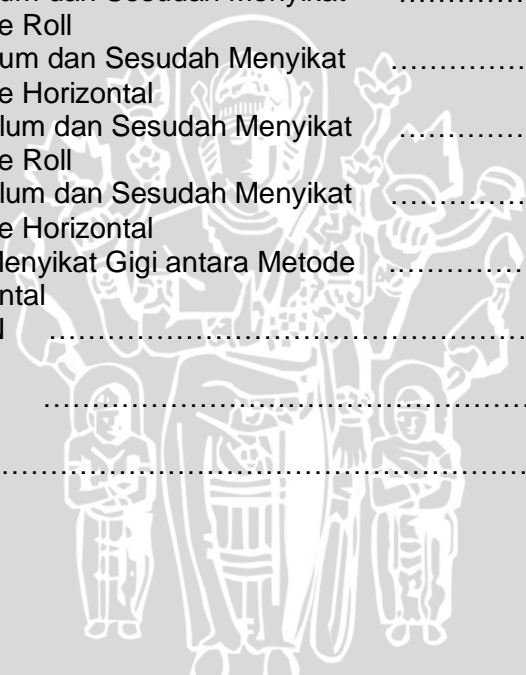 um dan Sesudah Menyikat ……………
e Roll
um dan Sesudah Menyikat ……………
e Horizontal
lum dan Sesudah Menyikat ……………
e Roll
lum dan Sesudah Menyikat ……………
e Horizontal
Menyikat Gigi antara Metode ……………
ntal
N ……………………………………………
……………………………………………
……………………………………………